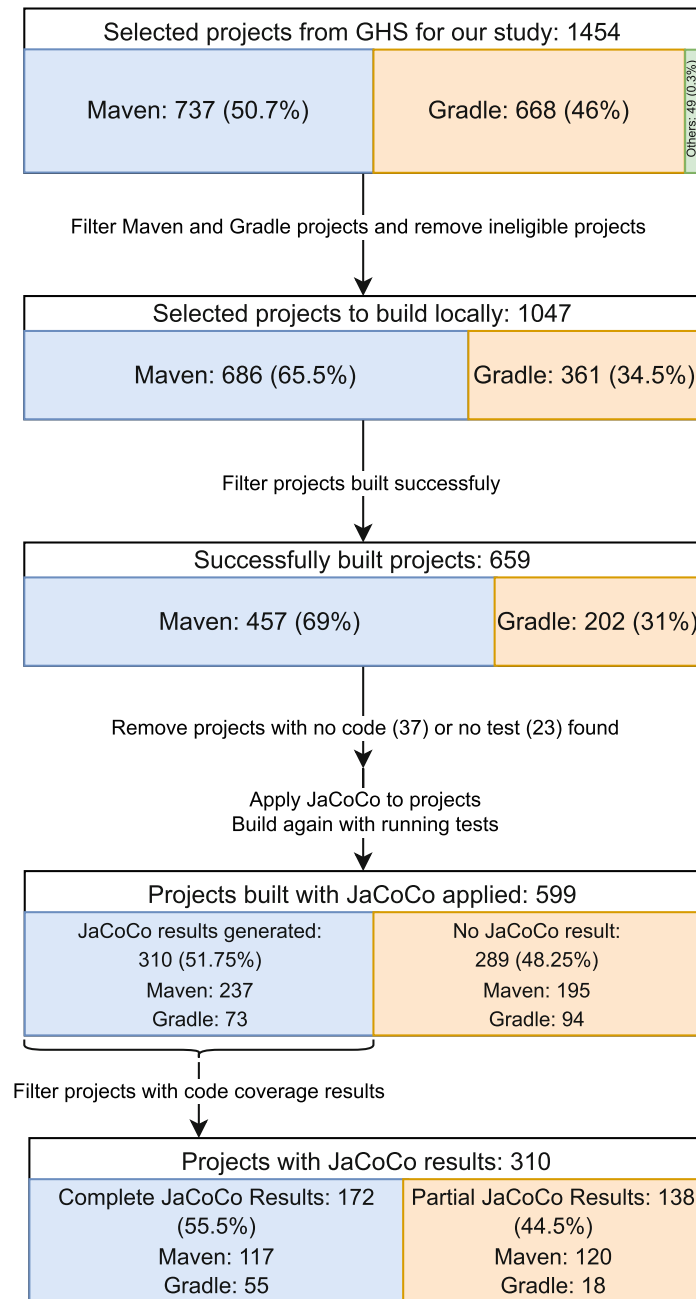 Selected projects from GHS for our study: 1454
Maven: 737 (50.7%)
Gradle: 668 (46%)
Others: 49 (0.3%)
Filter Maven and Gradle projects and remove ineligible projects
Selected projects to build locally: 1047
Maven: 686 (65.5%)
Gradle: 361 (34.5%)
Filter projects built successfuly
Successfully built projects: 659
Maven: 457 (69%)
Gradle: 202 (31%)
Remove projects with no code (37) or no test (23) found
Apply JaCoCo to projects
Build again with running tests
Projects built with JaCoCo applied: 599
JaCoCo results generated:
310 (51.75%)
Maven: 237
Gradle: 73
No JaCoCo result:
289 (48.25%)
Maven: 195
Gradle: 94
Filter projects with code coverage results
Projects with JaCoCo results: 310
Complete JaCoCo Results: 172
(55.5%)
Maven: 117
Gradle: 55
Partial JaCoCo Results: 138
(44.5%)
Maven: 120
Gradle: 18